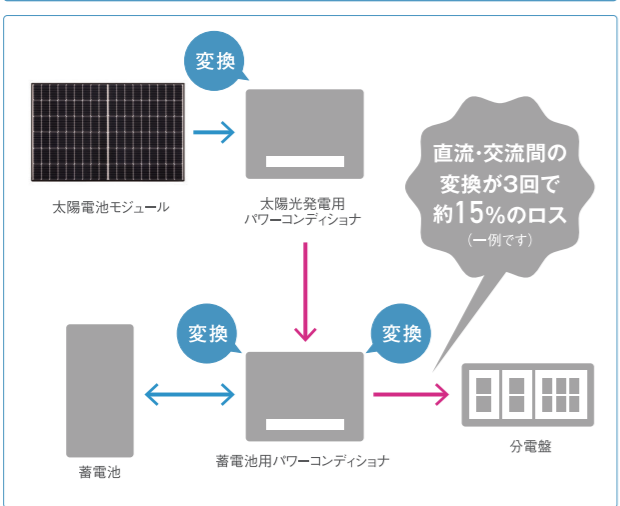 変換
太陽電池モジュール
太陽光発電用
パワーコンディショナ
直流・交流間の
変換が3回で
約15%のロス
(一例です)
変換
変換
蓄電池
蓄電池用パワーコンディショナ
分電盤